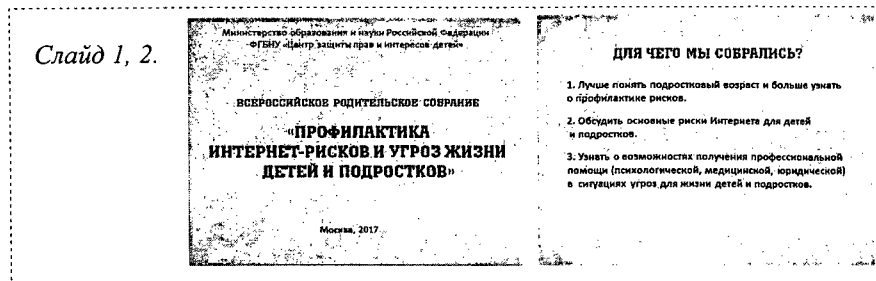 Слайд 1, 2.
Министерство образования и науки Российской Федерации
ФГБНУ «Центр защиты прав и интересов детей»
ВСЕРОССИЙСКОЕ РОДИТЕЛЬСКОЕ СОБРАНИЕ
«ПРОФИЛАКТИКА
ИНТЕРНЕТ-РИСКОВ И УГРОЗ ЖИЗНИ
ДЕТЕЙ И ПОДРОСТКОВ»
Москва, 2017
ДЛЯ ЧЕГО МЫ СОБРАЛИСЬ?
1. Лучше понять подростковый возраст и больше узнать
о профилактике рисков.
2. Обсудить основные риски Интернета для детей
и подростков.
3. Узнать о возможностях получения профессиональной
помощи (психологической, медицинской, юридической)
в ситуациях угроз для жизни детей и подростков.